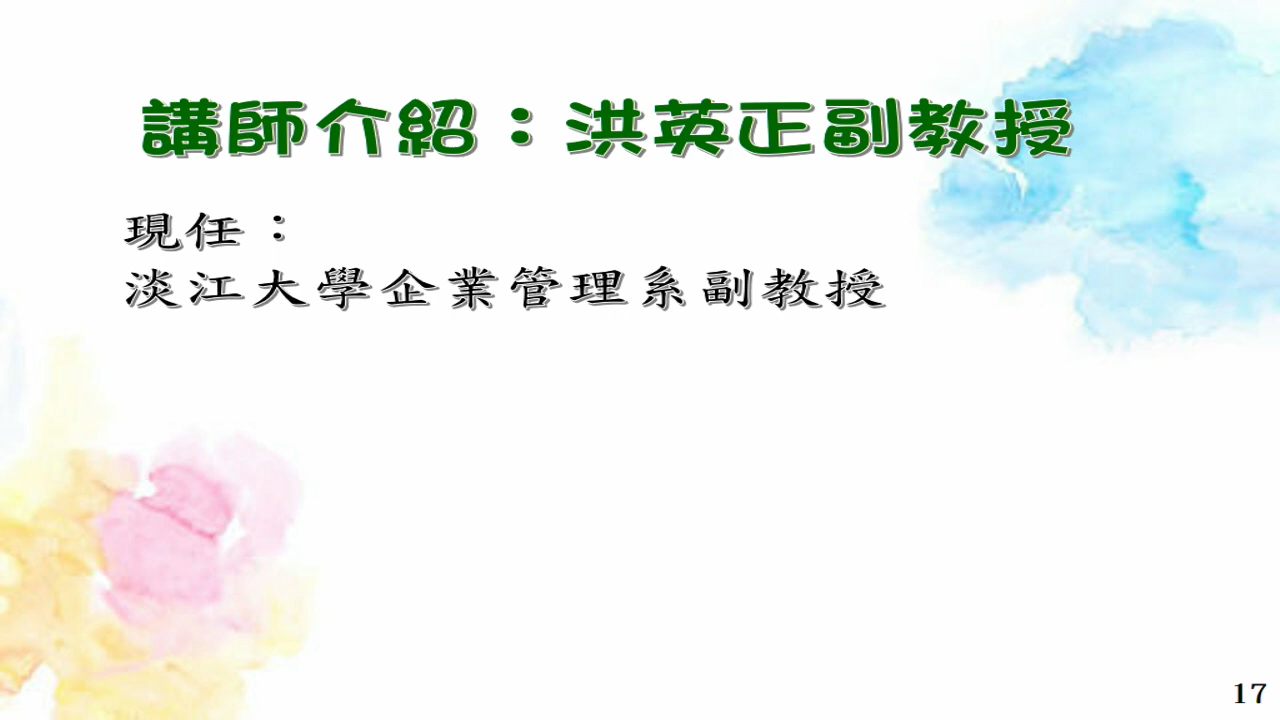 講師介紹：洪英正副教授
現任：
淡江大學企業管理系副教授
17